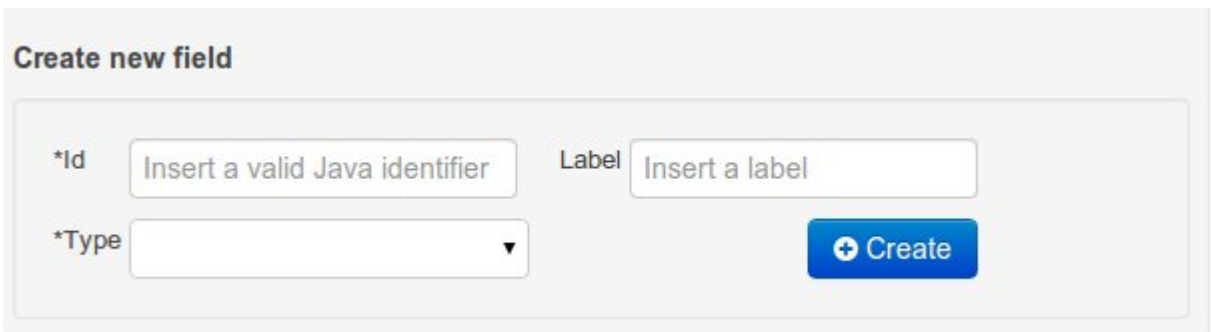 Create new field
*Id Insert a valid Java identifier Label Insert a label
*Type Create